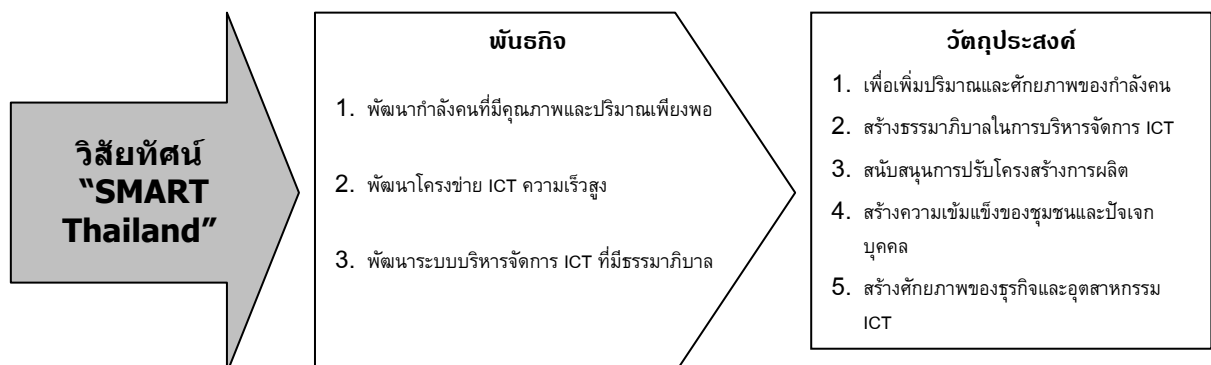 วิสัยทัศน์
“SMART
Thailand”
พันธกิจ
1. พัฒนากำลังคนที่มีคุณภาพและปริมาณเพียงพอ
2. พัฒนาโครงข่าย ICT ความเร็วสูง
3. พัฒนาระบบบริหารจัดการ ICT ที่มีธรรมาภิบาล
วัตถุประสงค์
1. เพื่อเพิ่มปริมาณและศักยภาพของกำลังคน
2. สร้างธรรมาภิบาลในการบริหารจัดการ ICT
3. สนับสนุนการปรับโครงสร้างการผลิต
4. สร้างความเข้มแข็งของชุมชนและปัจเจก
บุคคล
5. สร้างศักยภาพของธุรกิจและอุตสาหกรรม
ICT